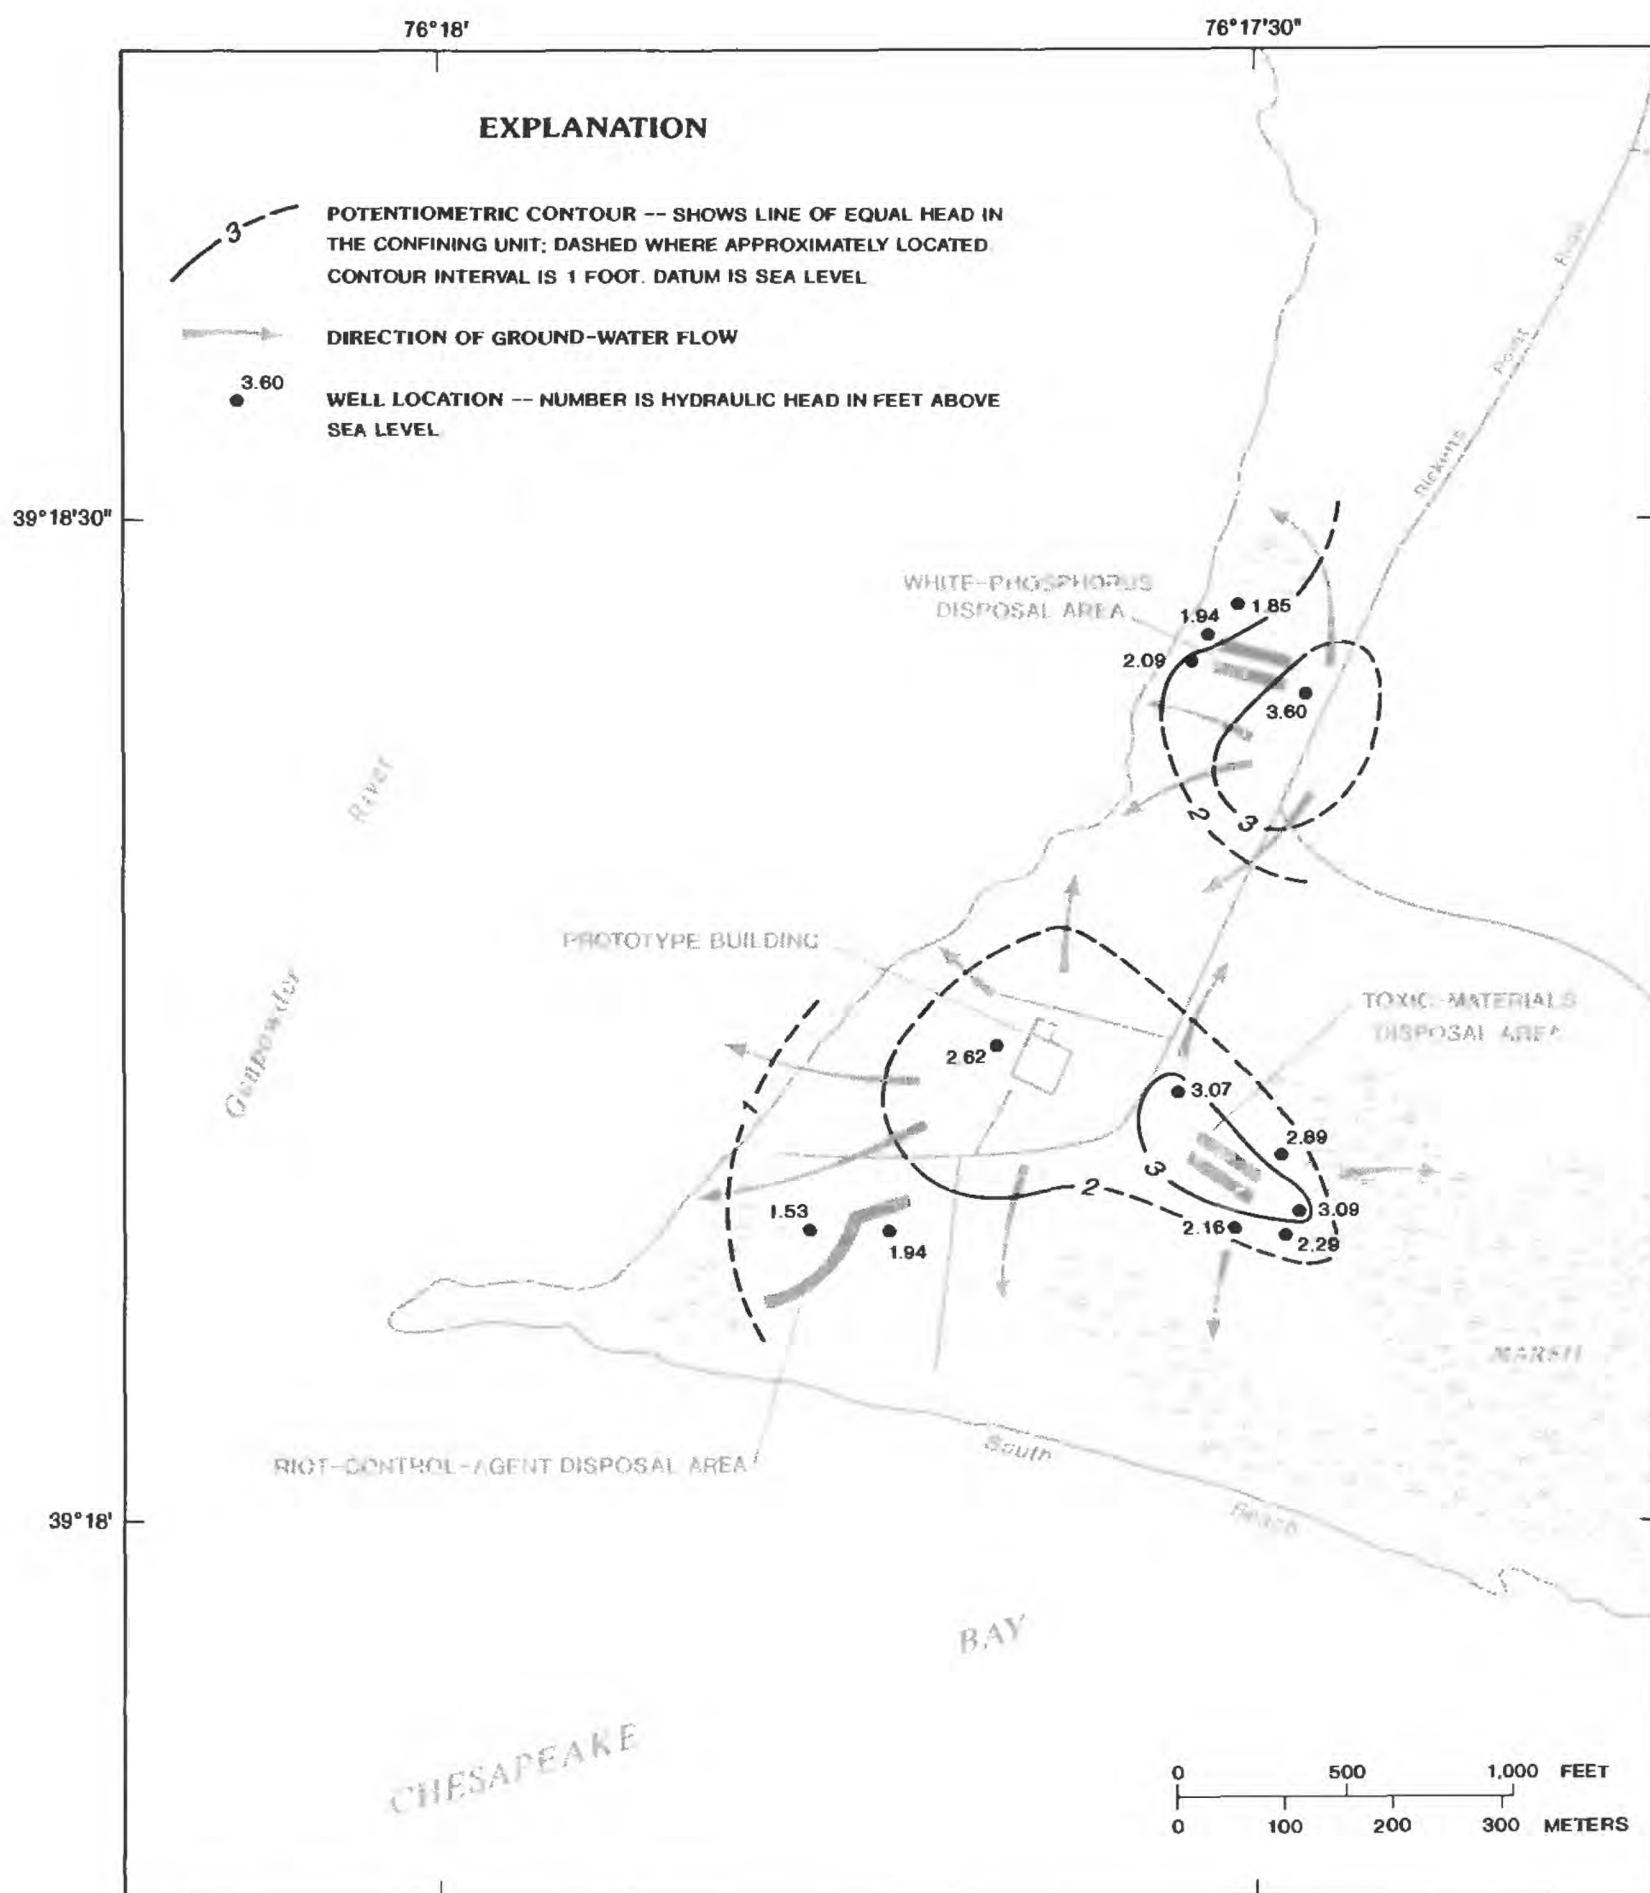 76°18'
76°17'30"
EXPLANATION
3
POTENTIOMETRIC CONTOUR -- SHOWS LINE OF EQUAL HEAD IN
THE CONFINING UNIT; DASHED WHERE APPROXIMATELY LOCATED
CONTOUR INTERVAL IS 1 FOOT. DATUM IS SEA LEVEL
DIRECTION OF GROUND-WATER FLOW
3.60
WELL LOCATION -- NUMBER IS HYDRAULIC HEAD IN FEET ABOVE
SEA LEVEL
Ricketts Point
39°18'30"
WHITE-PHOSPHORUS
DISPOSAL AREA
1.85
1.94
2.09
3.60
2
3
River
Gunpowder
PROTOTYPE BUILDING
TOXIC-MATERIALS
DISPOSAL AREA
2.62
3.07
1
2.89
3
2
3.09
1.53
2.16
1.94
2.29
MARSH
South
Beach
RIOT-CONTROL-AGENT DISPOSAL AREA
39°18'
BAY
CHESAPEAKE
0 500 1,000 FEET
0 100 200 300 METERS